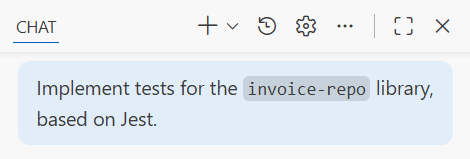 CHAT
Implement tests for the invoice-repo library,
based on Jest.